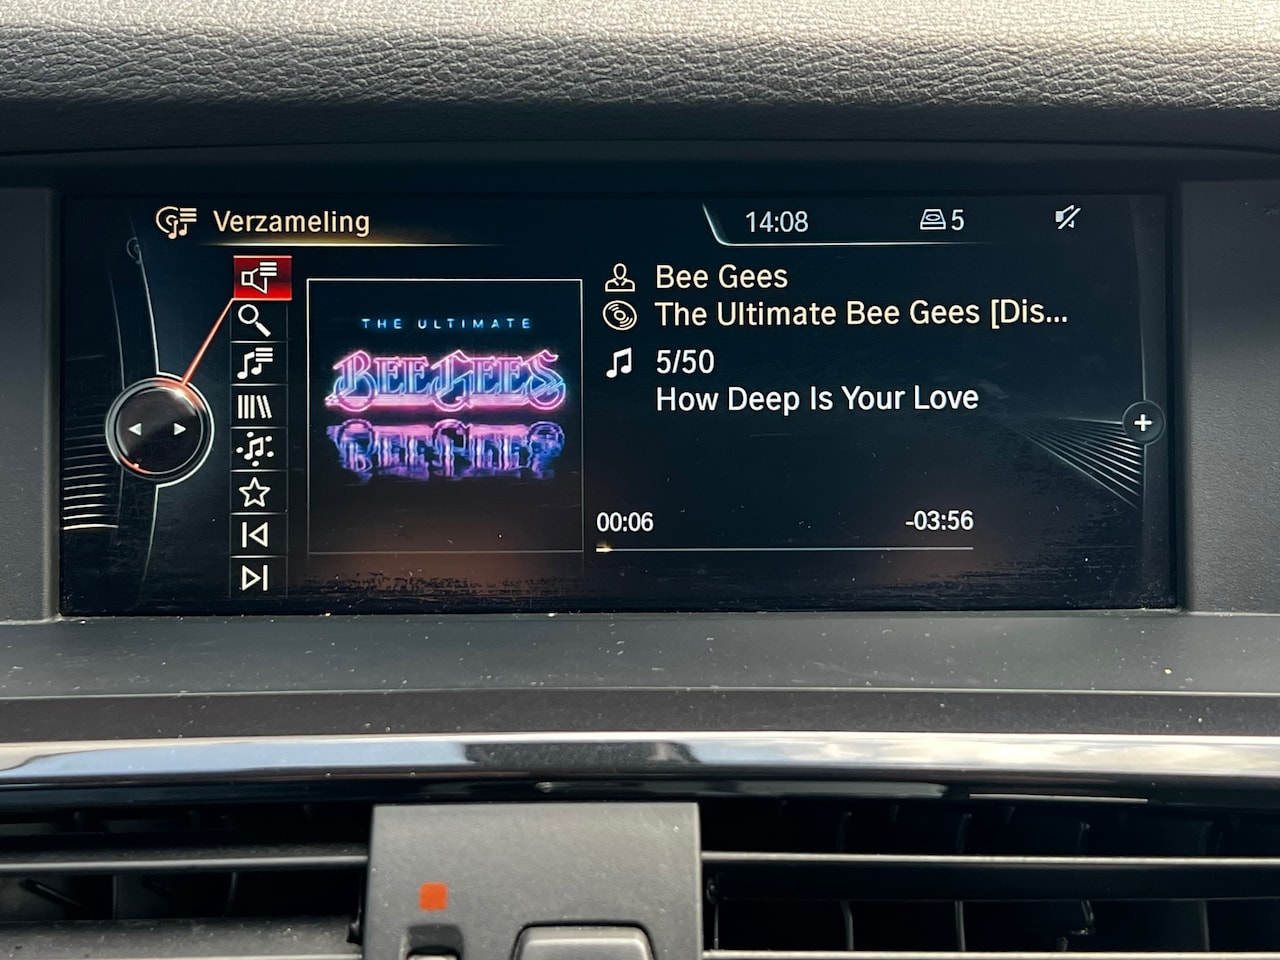 Verzameling
14:08
5
Bee Gees
The Ultimate Bee Gees [Dis...
5/50
How Deep Is Your Love
THE ULTIMATE
BEE GEES
00:06
-03:56